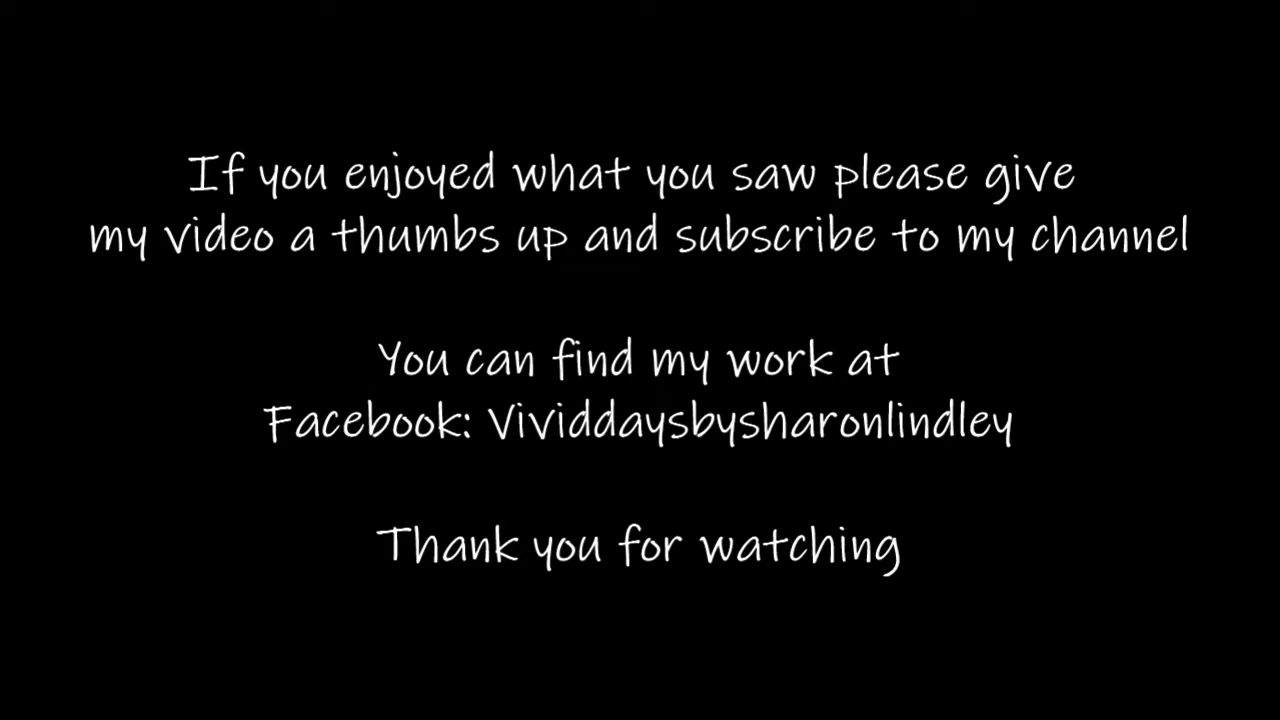 If you enjoyed what you saw please give
my video a thumbs up and subscribe to my channel
You can find my work at
Facebook: Vividdaysbysharonlindley
Thank you for watching